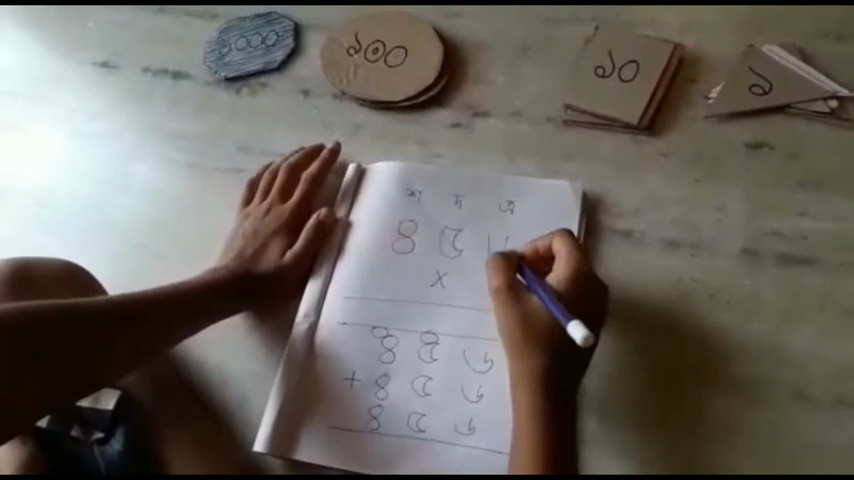 ১০০০ ১০০ ১০ ১
শ দ অ
৪ ৫ ৬
×
৪ ৫ ৬
+ ৪ ৫ ৬
৪ ৫ ৬